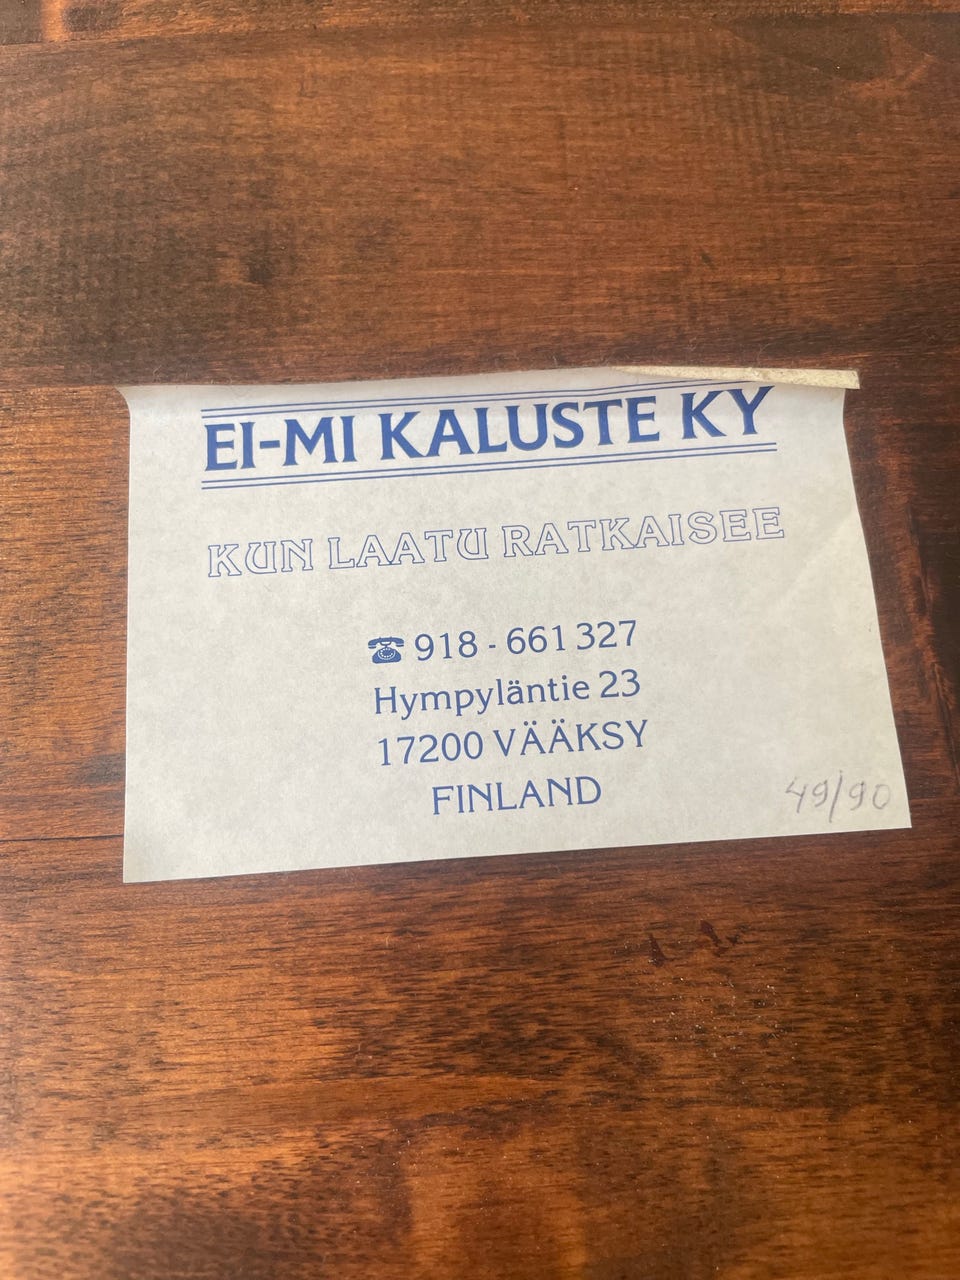 EI-MI KALUSTE KY
KUN LAATU RATKAISEE
☎ 918 - 661 327
Hympyläntie 23
17200 VÄÄKSY
FINLAND
49/90